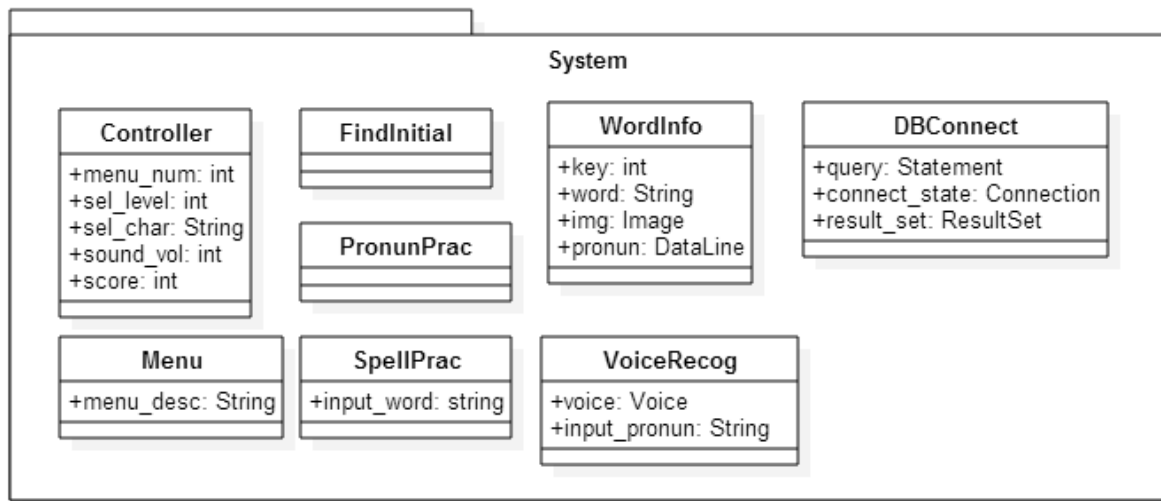 System
Controller
+menu_num: int
+sel_level: int
+sel_char: String
+sound_vol: int
+score: int
FindInitial
PronunPrac
WordInfo
+key: int
+word: String
+img: Image
+pronun: DataLine
DBConnect
+query: Statement
+connect_state: Connection
+result_set: ResultSet
Menu
+menu_desc: String
SpellPrac
+input_word: string
VoiceRecog
+voice: Voice
+input_pronun: String